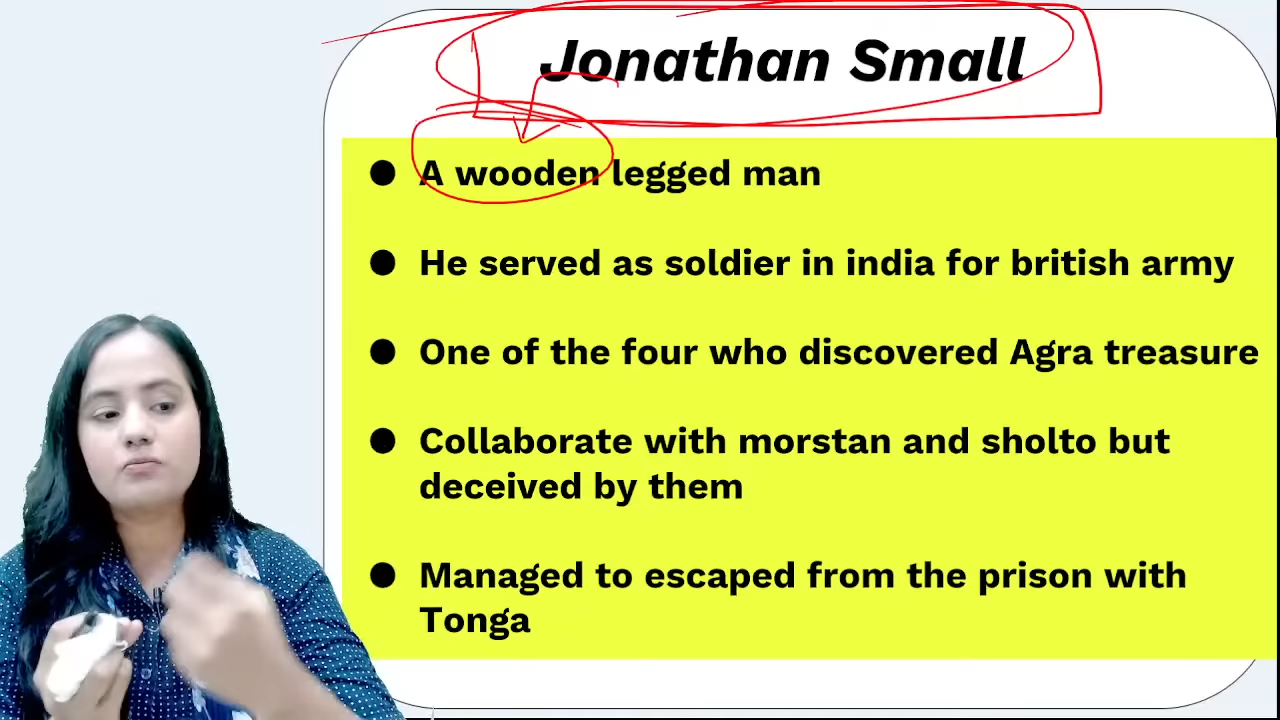 Jonathan Small
● A wooden legged man
● He served as soldier in india for british army
● One of the four who discovered Agra treasure
● Collaborate with morstan and sholto but
deceived by them
● Managed to escaped from the prison with
Tonga